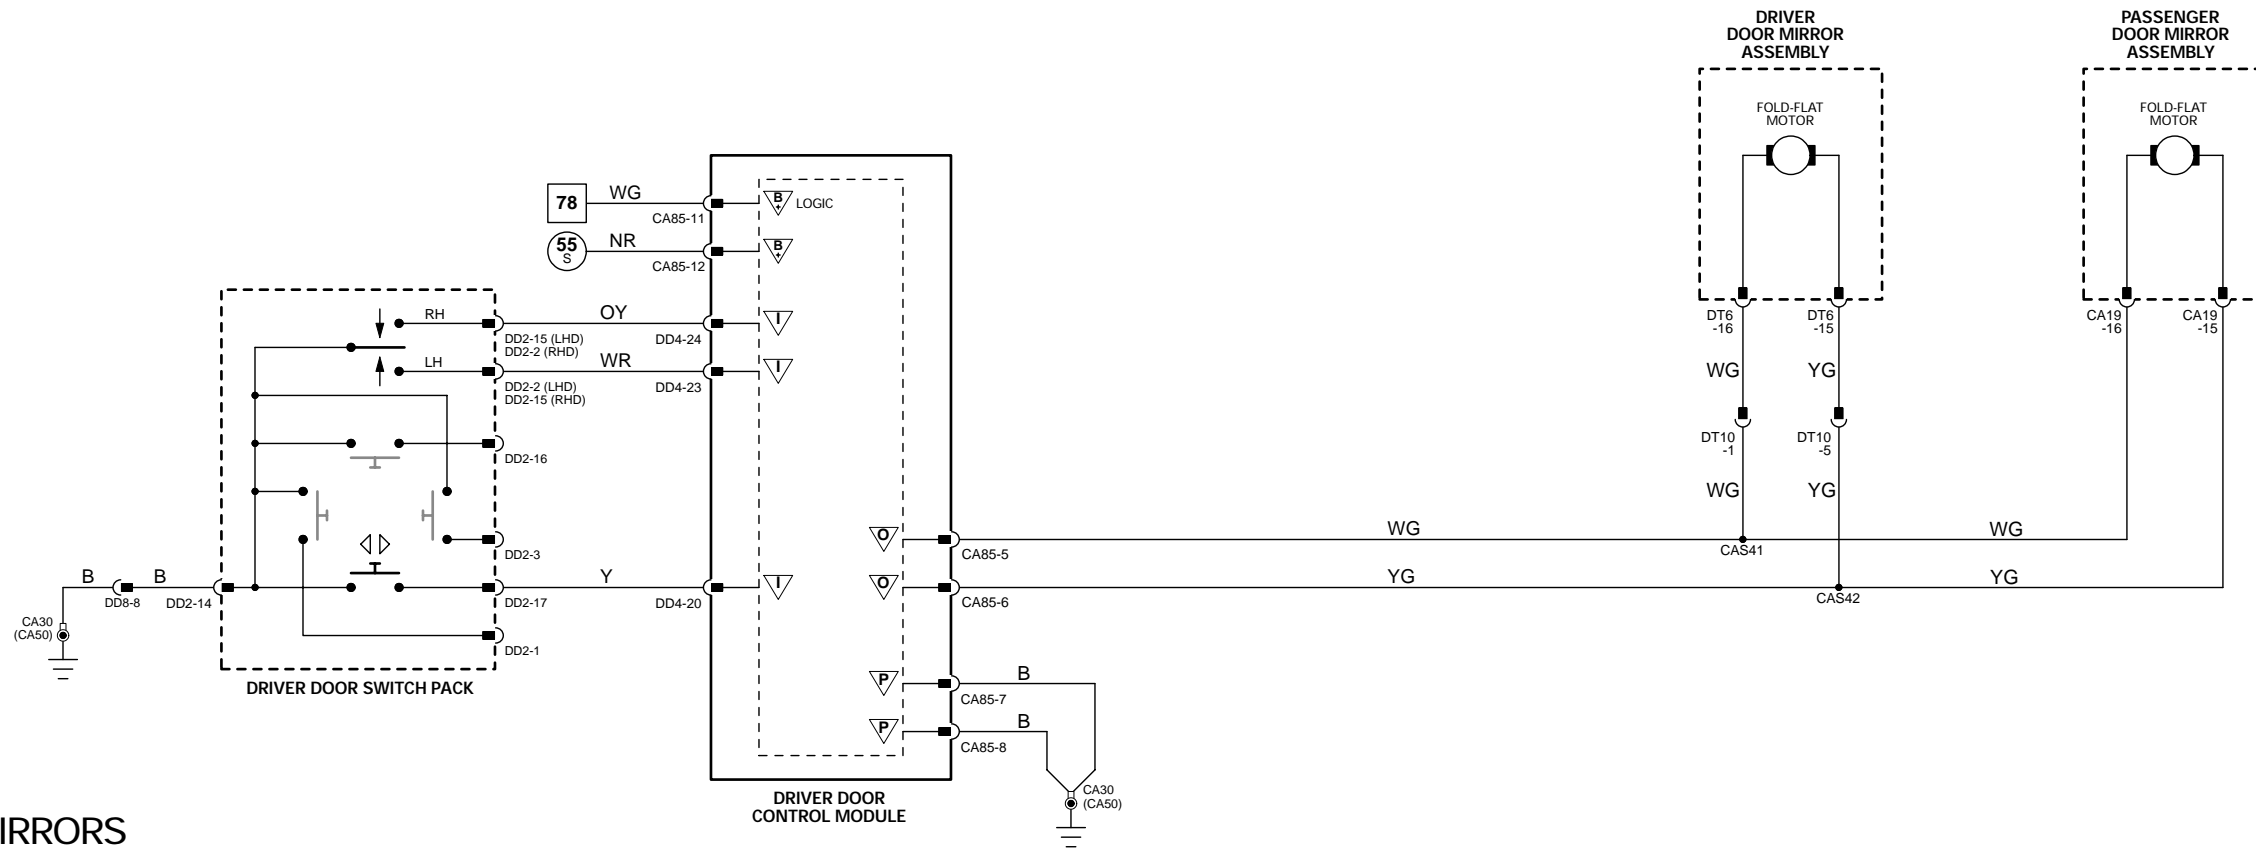 DRIVER
DOOR MIRROR
ASSEMBLY
PASSENGER
DOOR MIRROR
ASSEMBLY
FOLD-FLAT
MOTOR
FOLD-FLAT
MOTOR
78
WG
CA85-11
B
+
LOGIC
55
S
NR
CA85-12
B
+
RH
OY
DD2-15 (LHD)
DD2-2 (RHD)
DD4-24
I
LH
WR
DD2-2 (LHD)
DD2-15 (RHD)
DD4-23
I
DT6
-16
DT6
-15
CA19
-16
CA19
-15
WG
YG
DT10
-1
DT10
-5
WG
YG
DD2-16
DD2-3
O
CA85-5
WG
CAS41
WG
B
DD8-8
B
DD2-14
DD2-17
Y
DD4-20
I
O
CA85-6
YG
CAS42
YG
CA30
(CA50)
DD2-1
DRIVER DOOR SWITCH PACK
P
CA85-7
B
P
CA85-8
B
CA30
(CA50)
DRIVER DOOR
CONTROL MODULE
IRRORS